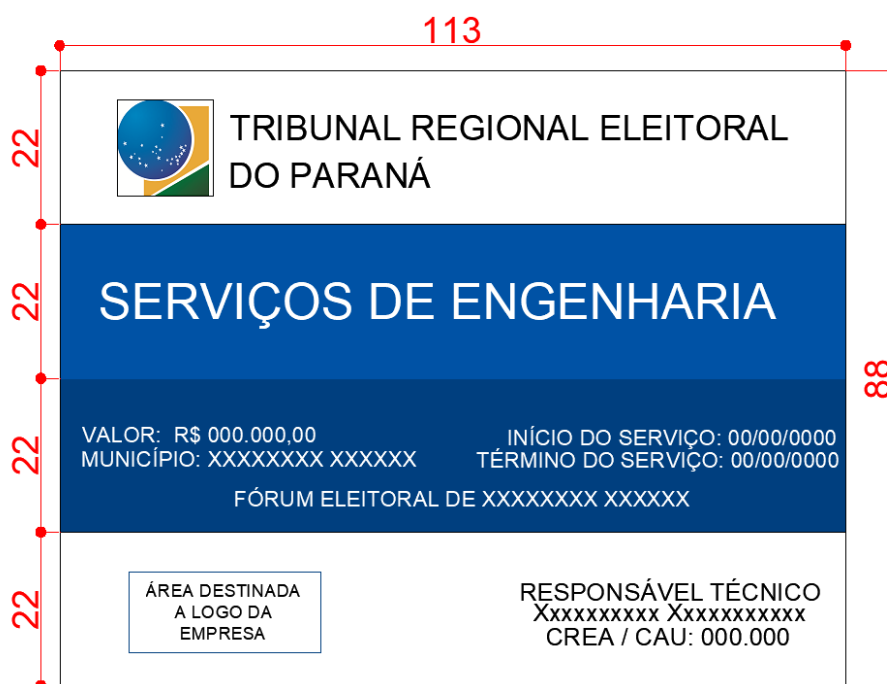 113
22
TRIBUNAL REGIONAL ELEITORAL
DO PARANÁ
22
SERVIÇOS DE ENGENHARIA
88
22
VALOR: R$ 000.000,00
MUNICÍPIO: XXXXXXXX XXXXXX
INÍCIO DO SERVIÇO: 00/00/0000
TÉRMINO DO SERVIÇO: 00/00/0000
FÓRUM ELEITORAL DE XXXXXXXX XXXXXX
22
ÁREA DESTINADA
A LOGO DA
EMPRESA
RESPONSÁVEL TÉCNICO
Xxxxxxxxxx Xxxxxxxxxxx
CREA / CAU: 000.000